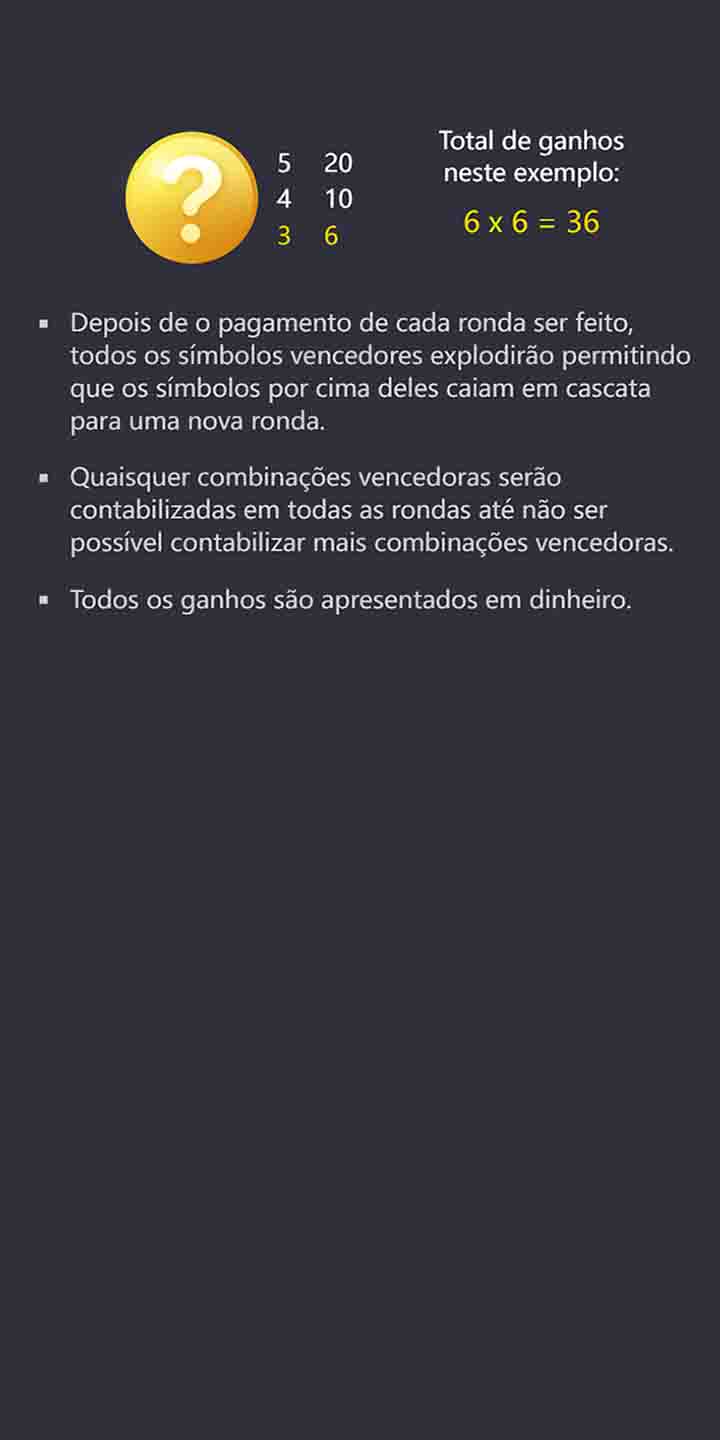 ?
5 20
4 10
3 6
Total de ganhos
neste exemplo:
6 x 6 = 36
▪ Depois de o pagamento de cada ronda ser feito,
todos os símbolos vencedores explodirão permitindo
que os símbolos por cima deles caiam em cascata
para uma nova ronda.
▪ Quaisquer combinações vencedoras serão
contabilizadas em todas as rondas até não ser
possível contabilizar mais combinações vencedoras.
▪ Todos os ganhos são apresentados em dinheiro.